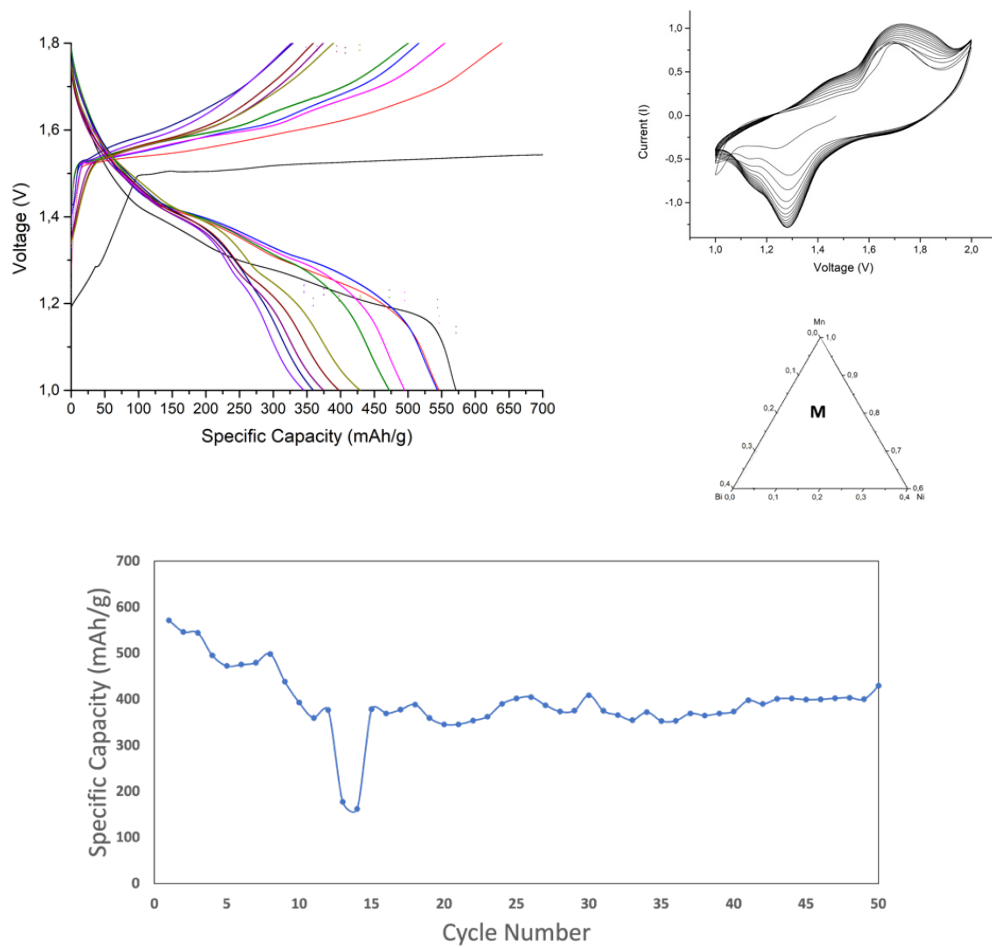 1,8
1,6
1,4
1,2
1,0
Voltage (V)
0 50 100 150 200 250 300 350 400 450 500 550 600 650 700
Specific Capacity (mAh/g)
1,0
0,5
0,0
-0,5
-1,0
Current (I)
1,0 1,2 1,4 1,6 1,8 2,0
Voltage (V)
Mn
0,0 1,0
0,1 0,9
M
0,2 0,8
0,3 0,7
0,4 0,6
Bi 0,0 0,1 0,2 0,3 0,4 Ni
700
600
500
400
300
200
100
0
Specific Capacity (mAh/g)
0 5 10 15 20 25 30 35 40 45 50
Cycle Number